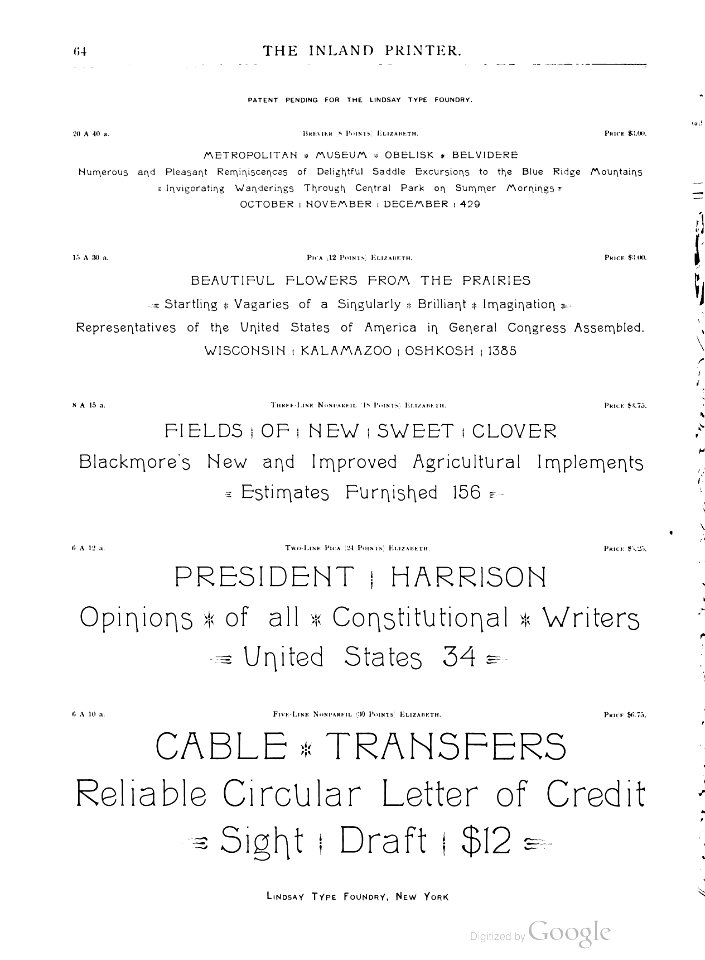 64 THE INLAND PRINTER.
PATENT PENDING FOR THE LINDSAY TYPE FOUNDRY.
20 A 40 a. BREVIER (8 POINTS) ELIZABETH. PRICE $3.00.
METROPOLITAN * MUSEUM * OBELISK * BELVIDERE
Numerous and Pleasant Reminiscences of Delightful Saddle Excursions to the Blue Ridge Mountains
Invigorating Wanderings Through Central Park on Summer Mornings
OCTOBER | NOVEMBER | DECEMBER | 429
15 A 30 a. PICA (12 POINTS) ELIZABETH. PRICE $3.00.
BEAUTIFUL FLOWERS FROM THE PRAIRIES
Startling * Vagaries of a Singularly * Brilliant * Imagination
Representatives of the United States of America in General Congress Assembled.
WISCONSIN | KALAMAZOO | OSHKOSH | 1385
8 A 15 a. THREE-LINE NONPAREIL (18 POINTS) ELIZABETH. PRICE $3.75.
FIELDS | OF | NEW | SWEET | CLOVER
Blackmore's New and Improved Agricultural Implements
Estimates Furnished 156
6 A 12 a. TWO-LINE PICA (24 POINTS) ELIZABETH. PRICE $5.25.
PRESIDENT | HARRISON
Opinions * of all * Constitutional * Writers
United States 34
6 A 10 a. FIVE-LINE NONPAREIL (30 POINTS) ELIZABETH. PRICE $6.75.
CABLE * TRANSFERS
Reliable Circular Letter of Credit
Sight | Draft | $12
LINDSAY TYPE FOUNDRY, NEW YORK
Digitized by Google